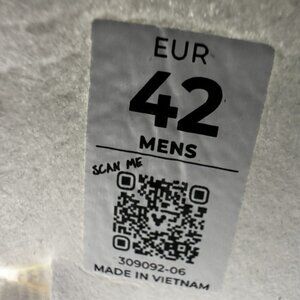 EUR
42
MENS
SCAN ME
309092-06
MADE IN VIETNAM